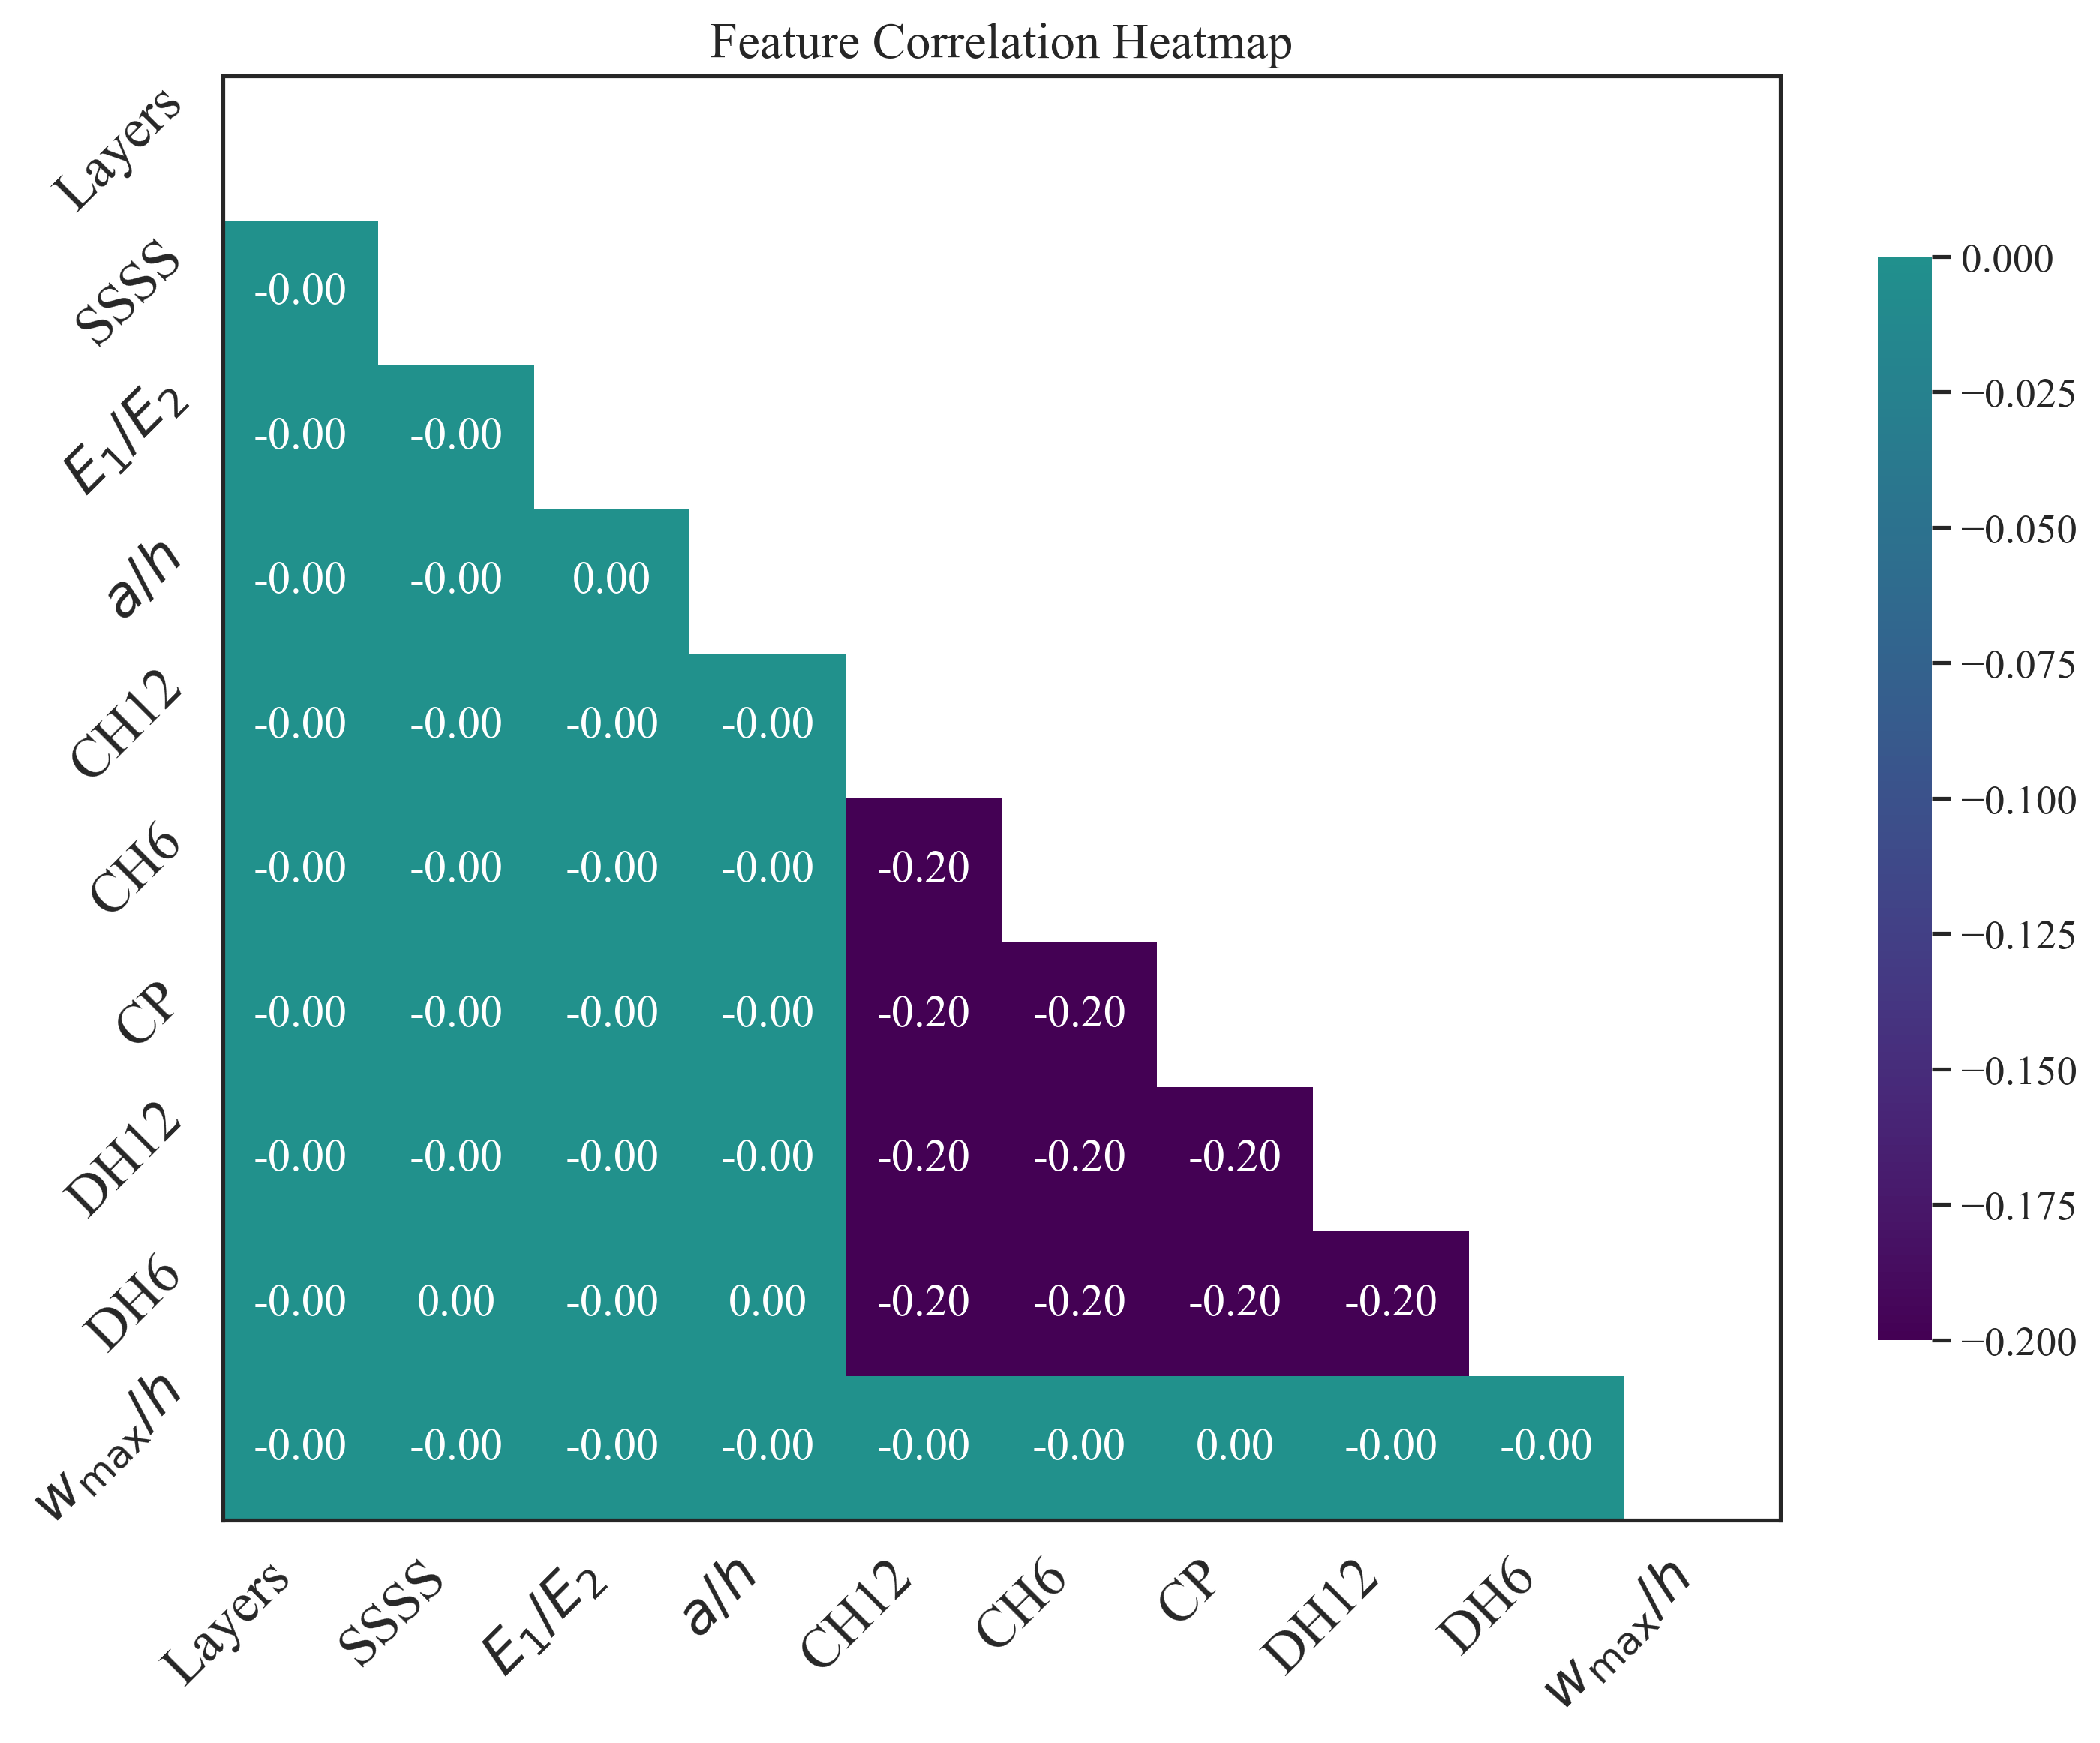 Feature Correlation Heatmap
Layers
SSSS -0.00
E₁/E₂ -0.00 -0.00
a/h -0.00 -0.00 0.00
CH12 -0.00 -0.00 -0.00 -0.00
CH6 -0.00 -0.00 -0.00 -0.00 -0.20
CP -0.00 -0.00 -0.00 -0.00 -0.20 -0.20
DH12 -0.00 -0.00 -0.00 -0.00 -0.20 -0.20 -0.20
DH6 -0.00 0.00 -0.00 0.00 -0.20 -0.20 -0.20 -0.20
wmax/h -0.00 -0.00 -0.00 -0.00 -0.00 -0.00 0.00 -0.00 -0.00
Layers SSSS E₁/E₂ a/h CH12 CH6 CP DH12 DH6 wmax/h
0.000
−0.025
−0.050
−0.075
−0.100
−0.125
−0.150
−0.175
−0.200